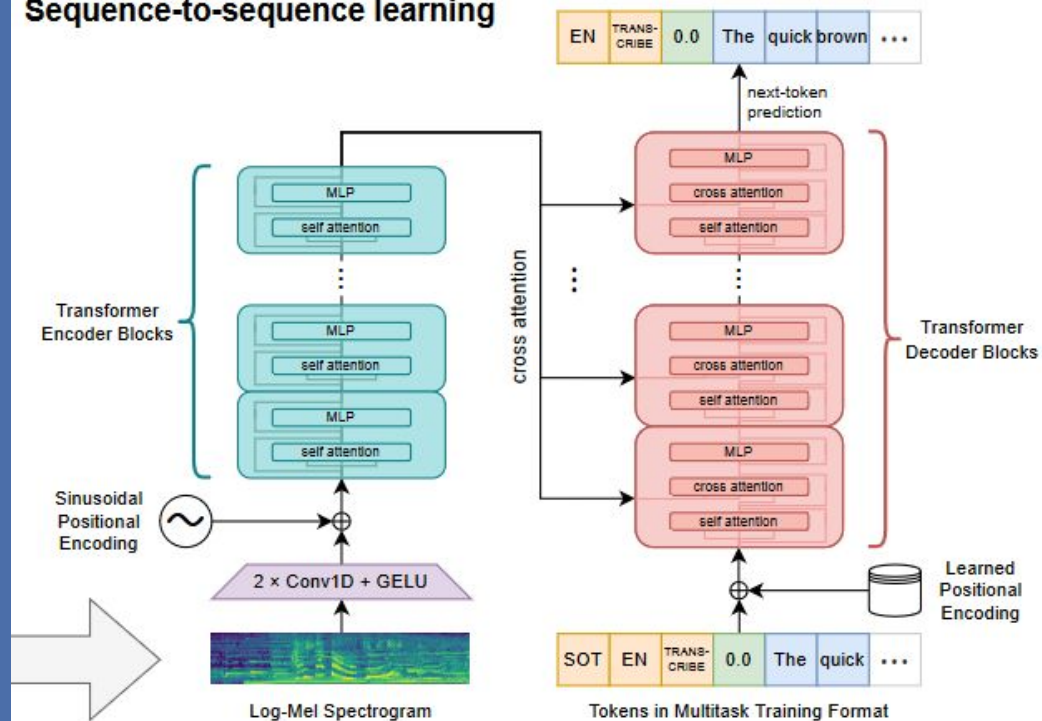 Sequence-to-sequence learning
EN TRANS-CRIBE 0.0 The quick brown ...
next-token
prediction
MLP
self attention
MLP
cross attention
self attention
...
...
...
Transformer
Encoder Blocks
MLP
self attention
MLP
self attention
cross attention
MLP
cross attention
self attention
MLP
cross attention
self attention
Transformer
Decoder Blocks
Sinusoidal
Positional
Encoding
2 × Conv1D + GELU
Learned
Positional
Encoding
SOT EN TRANS-CRIBE 0.0 The quick ...
Log-Mel Spectrogram
Tokens in Multitask Training Format